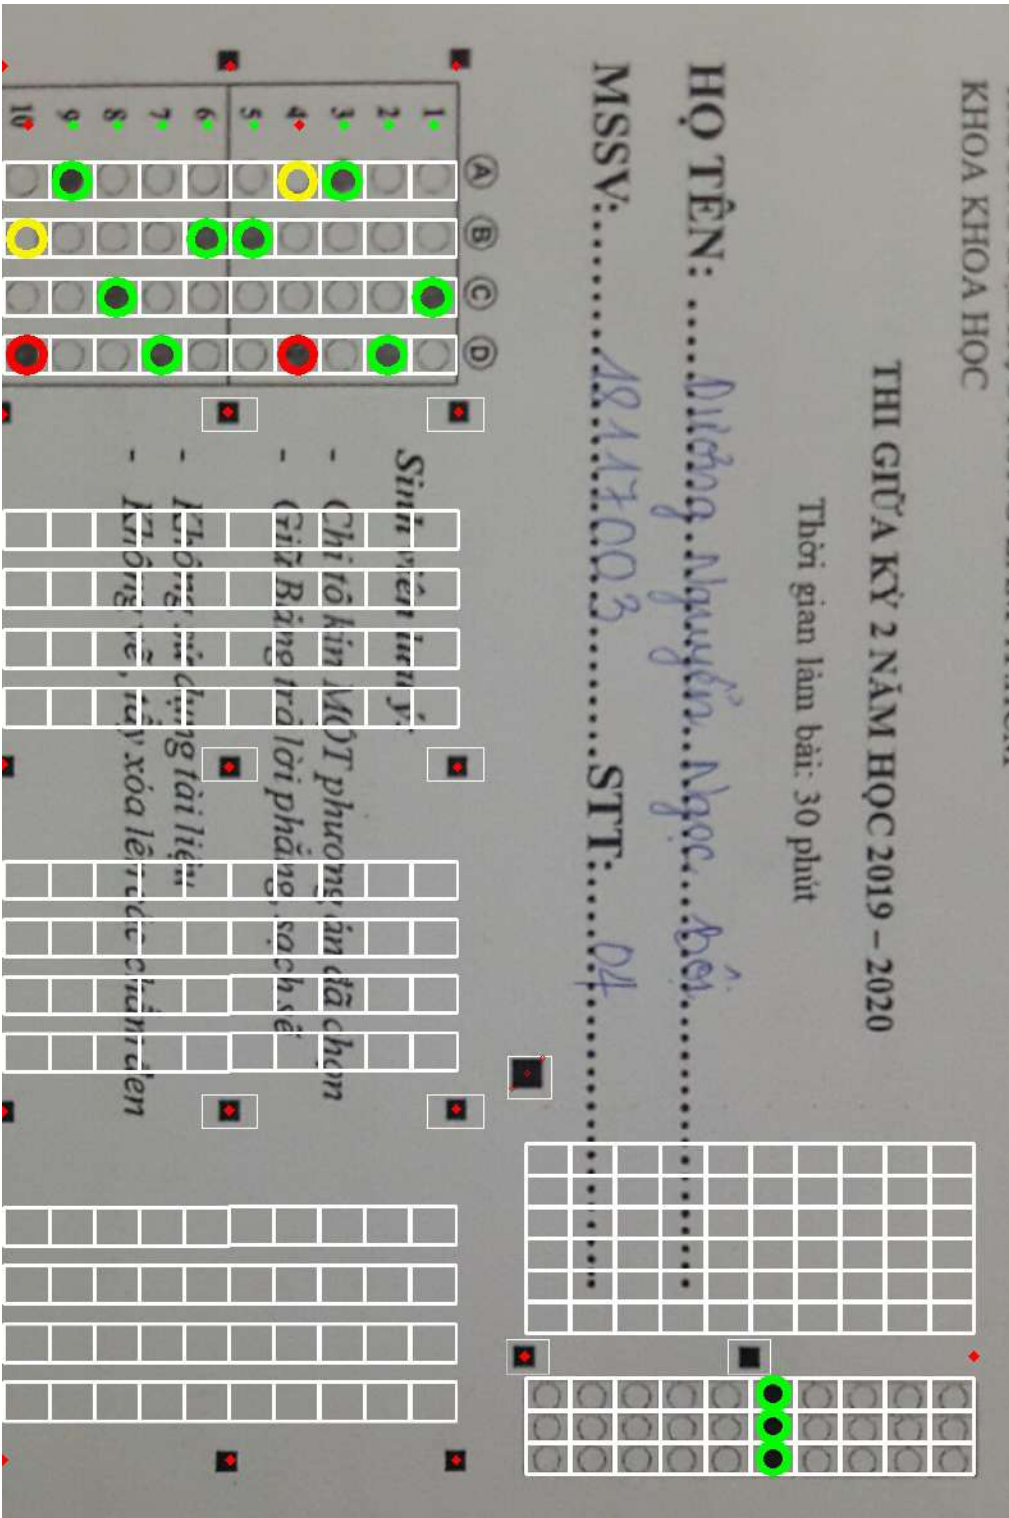 KHOA KHOA HỌC
THI GIỮA KỲ 2 NĂM HỌC 2019 – 2020
Thời gian làm bài: 30 phút
HỌ TÊN: Dương Nguyễn Ngọc Bối
MSSV: 18117003 STT: 04
Sinh viên lưu ý:
- Chỉ tô kín MỘT phương án đã chọn
- Giữ Bảng trả lời phẳng, sạch sẽ
- Không sử dụng tài liệu
- Không vẽ, tẩy xóa lên các chấm đen
A B C D
1
2
3
4
5
6
7
8
9
10